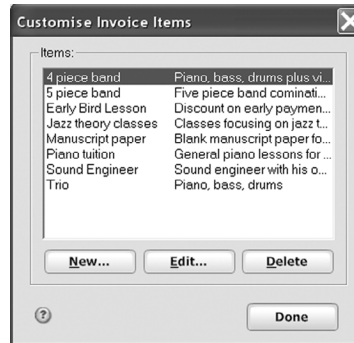 Customise Invoice Items
Items:
4 piece band Piano, bass, drums plus vi...
5 piece band Five piece band cominati...
Early Bird Lesson Discount on early paymen...
Jazz theory classes Classes focusing on jazz t...
Manuscript paper Blank manuscript paper fo...
Piano tuition General piano lessons for ...
Sound Engineer Sound engineer with his o...
Trio Piano, bass, drums
New... Edit... Delete
? Done